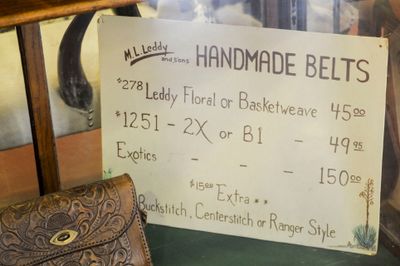 M.L. Leddy and sons HANDMADE BELTS
#278 Leddy Floral or Basketweave 45.00
#1251 - 2X or B1 - 49.95
Exotics - - - 150.00
$15.00 Extra **
Buckstitch, Centerstitch or Ranger Style